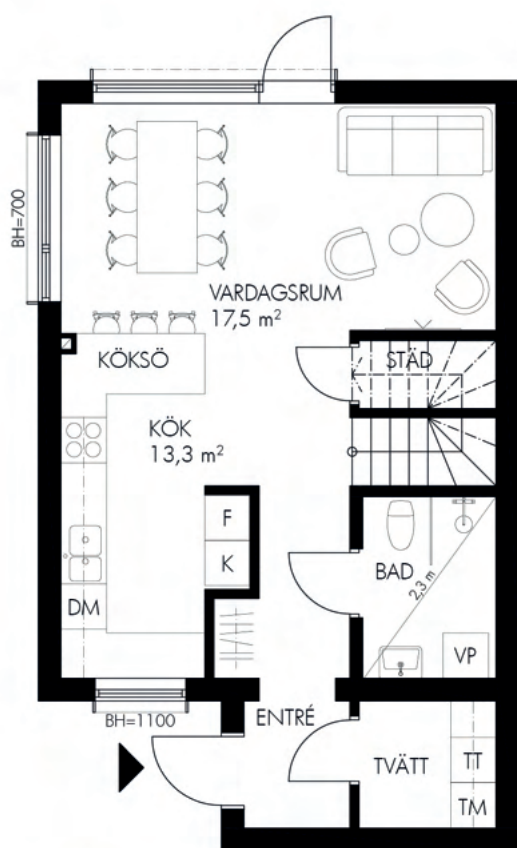 BH=700
VARDAGSRUM
17,5 m²
KÖKSÖ
STÄD
KÖK
13,3 m²
F
K
BAD
2,3 m
DM
VP
BH=1100
ENTRÉ
TVÄTT
TT
TM